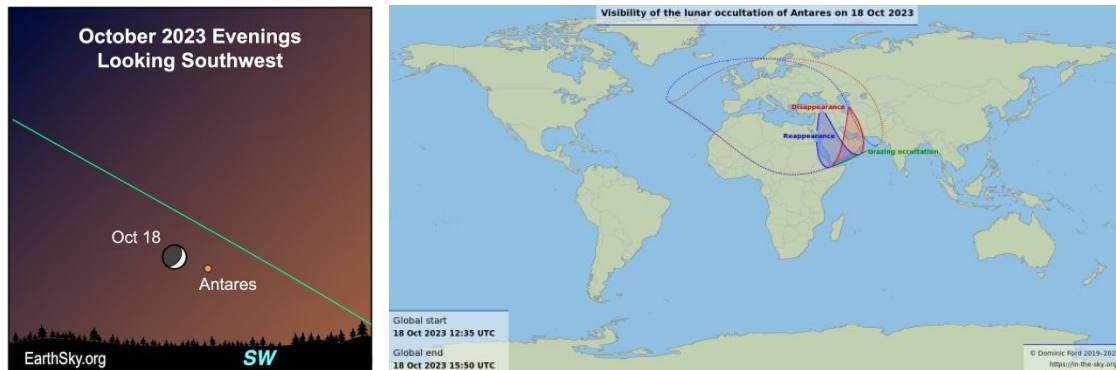 October 2023 Evenings
Looking Southwest
Oct 18
Antares
EarthSky.org
SW
Visibility of the lunar occultation of Antares on 18 Oct 2023
Disappearance
Reappearance
Grazing occultation
Global start
18 Oct 2023 12:35 UTC
Global end
18 Oct 2023 15:50 UTC
© Dominic Ford 2019–202
https://in-the-sky.org